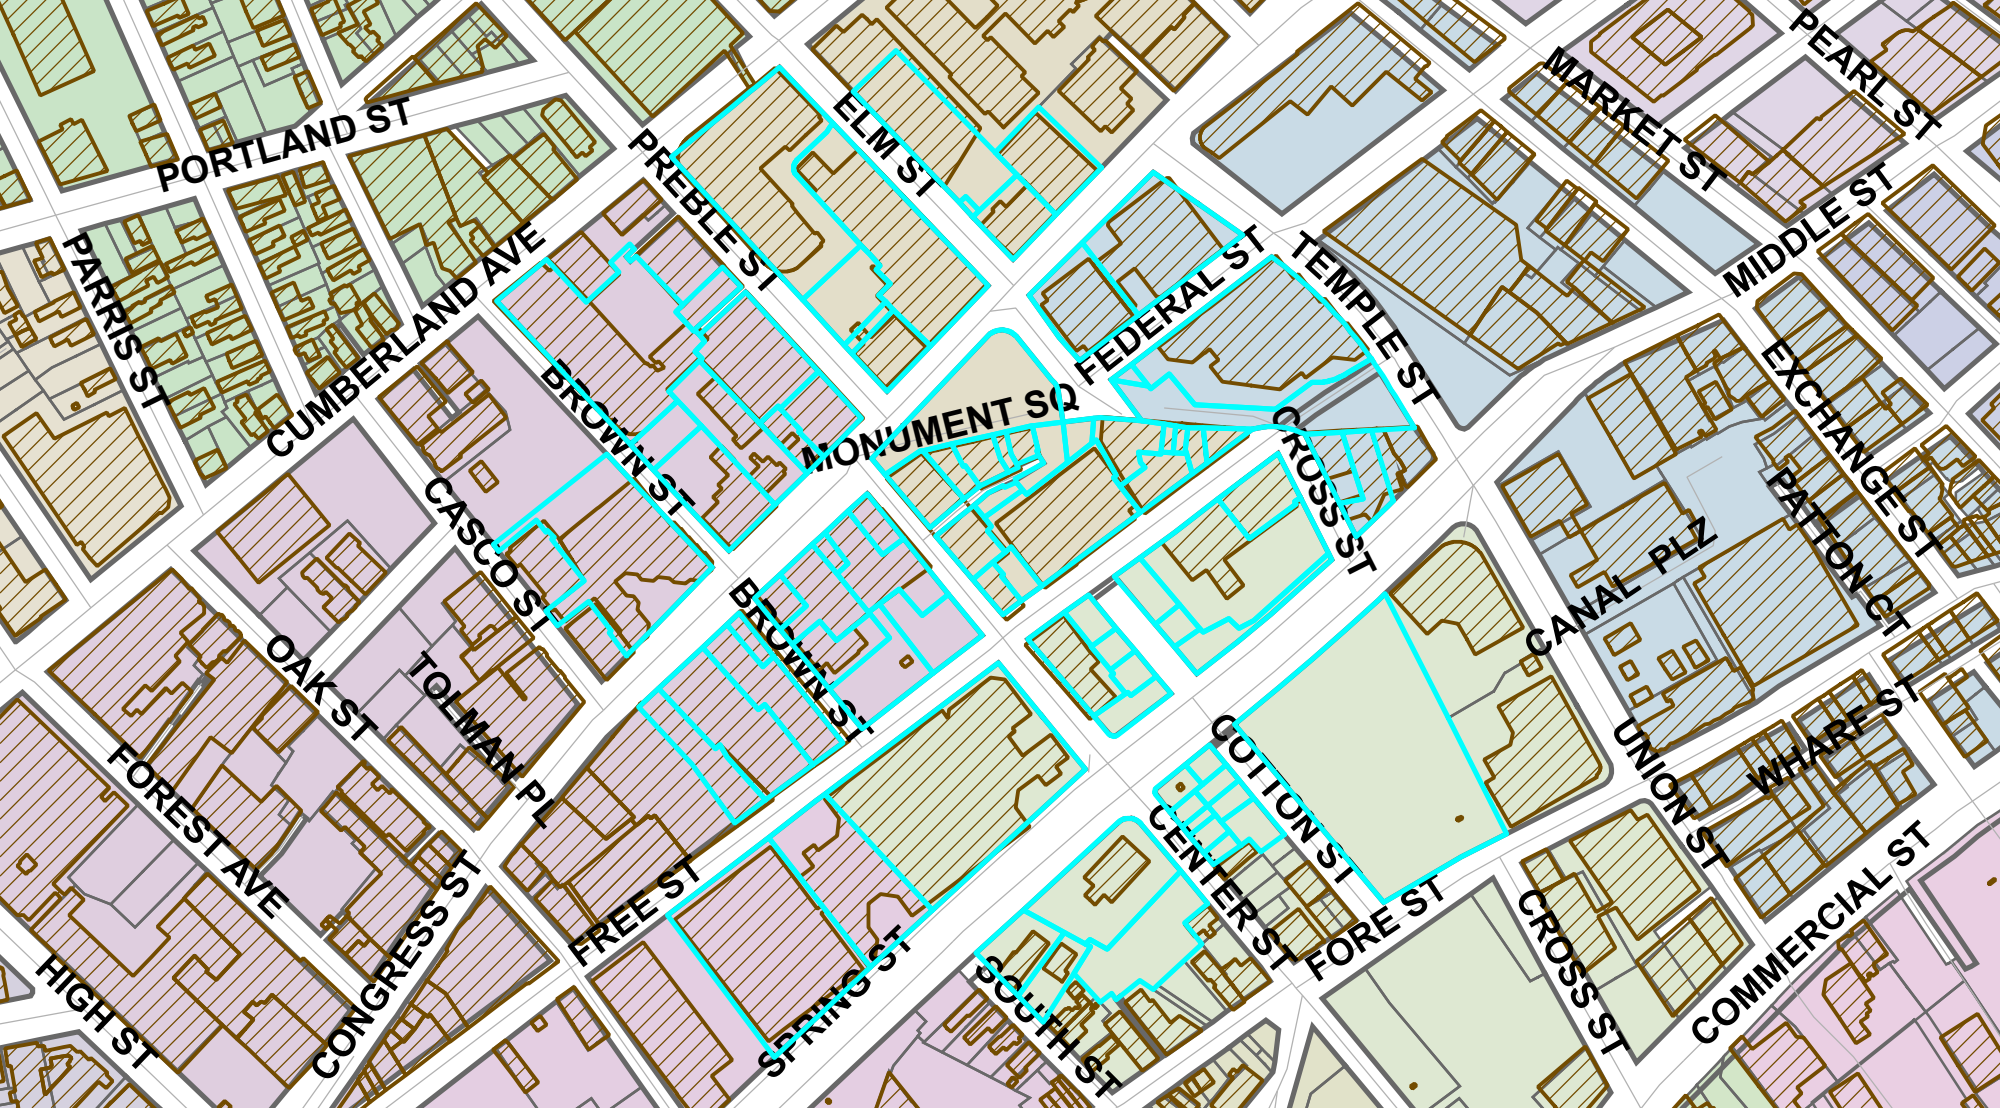 PEARL ST
MARKET ST
ELM ST
PORTLAND ST
PREBLE ST
MIDDLE ST
PARRIS ST
CUMBERLAND AVE
FEDERAL ST
TEMPLE ST
EXCHANGE ST
BROWN ST
MONUMENT SQ
CROSS ST
CASCO ST
PATTON CT
CANAL PLZ
BROWN ST
OAK ST
TOLMAN PL
WHARF ST
UNION ST
COTTON ST
FOREST AVE
CENTER ST
FREE ST
COMMERCIAL ST
CONGRESS ST
FORE ST
CROSS ST
SPRING ST
HIGH ST
SOUTH ST